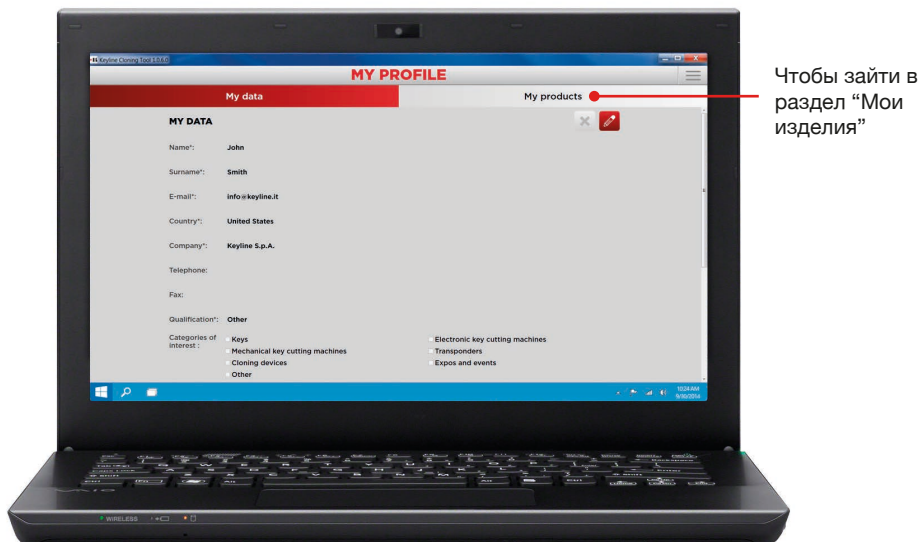 Keyline Cloning Tool 1.0.6.0
MY PROFILE
My data
My products
Чтобы зайти в
раздел “Мои
изделия”
MY DATA
Name*: John
Surname*: Smith
E-mail*: info@keyline.it
Country*: United States
Company*: Keyline S.p.A.
Telephone:
Fax:
Qualification*: Other
Categories of
interest :
Keys
Mechanical key cutting machines
Cloning devices
Other
Electronic key cutting machines
Transponders
Expos and events
10:24 AM
9/30/2014
WIRELESS